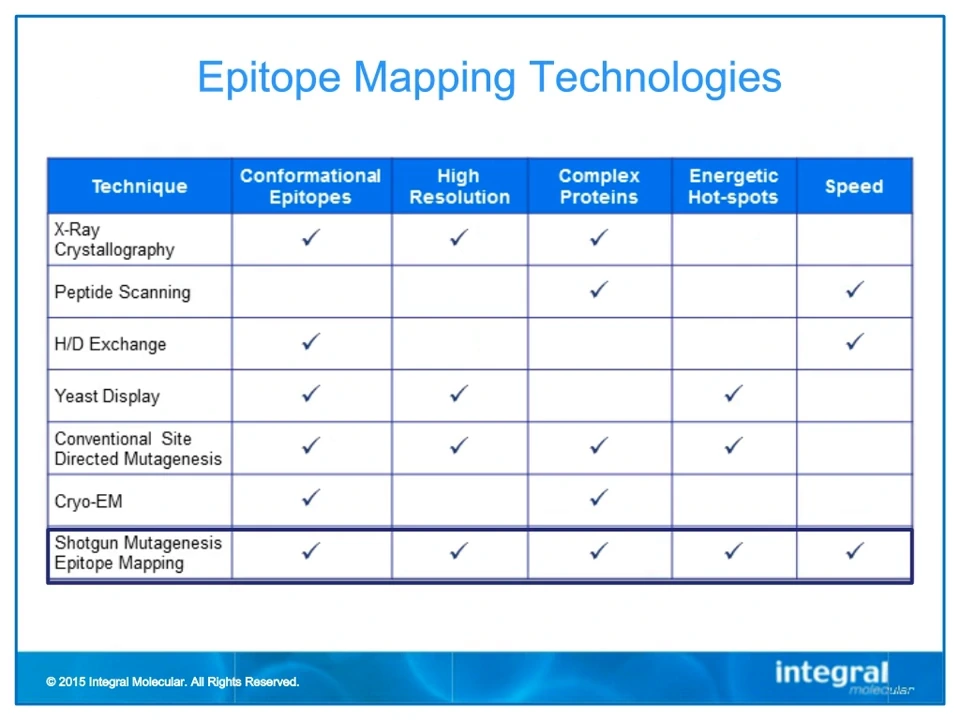 Epitope Mapping Technologies
Technique Conformational Epitopes High Resolution Complex Proteins Energetic Hot-spots Speed
X-Ray Crystallography ✓ ✓ ✓
Peptide Scanning ✓ ✓
H/D Exchange ✓ ✓
Yeast Display ✓ ✓ ✓
Conventional Site Directed Mutagenesis ✓ ✓ ✓ ✓
Cryo-EM ✓ ✓
Shotgun Mutagenesis Epitope Mapping ✓ ✓ ✓ ✓ ✓
© 2015 Integral Molecular. All Rights Reserved.
integral
molecular